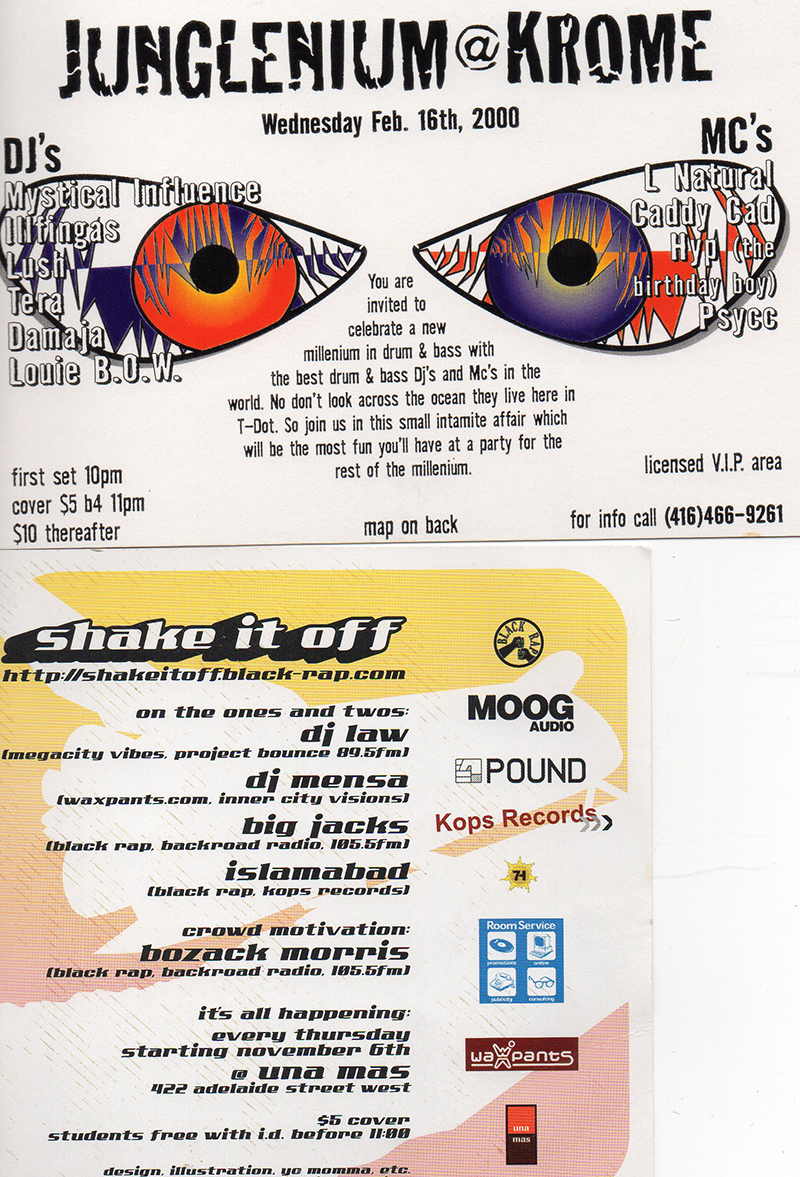 JUNGLENIUM @ KROME
Wednesday Feb. 16th, 2000
DJ's
Mystical Influence
Illfingas
Lush
Tera
Damaja
Louie B.O.W.
MC's
L Natural
Caddy Cad
Hyp (the
birthday boy)
Psycc
You are
invited to
celebrate a new
millenium in drum & bass with
the best drum & bass Dj's and Mc's in the
world. No don't look across the ocean they live here in
T-Dot. So join us in this small intamite affair which
will be the most fun you'll have at a party for the
rest of the millenium.
first set 10pm
cover $5 b4 11pm
$10 thereafter
map on back
licensed V.I.P. area
for info call (416)466-9261
shake it off
http://shakeitoff.black-rap.com
on the ones and twos:
dj law
(megacity vibes, project bounce 89.5fm)
dj mensa
(waxpants.com, inner city visions)
big jacks
(black rap, backroad radio, 105.5fm)
islamabad
(black rap, kops records)
crowd motivation:
bozack morris
(black rap, backroad radio, 105.5fm)
it's all happening:
every thursday
starting november 6th
@ una mas
422 adelaide street west
$5 cover
students free with i.d. before 11:00
design, illustration, yo momma, etc.
BLACK RAP
MOOG
AUDIO
POUND
Kops Records
Room Service
promotions online
publicity consulting
waxpants
una
mas